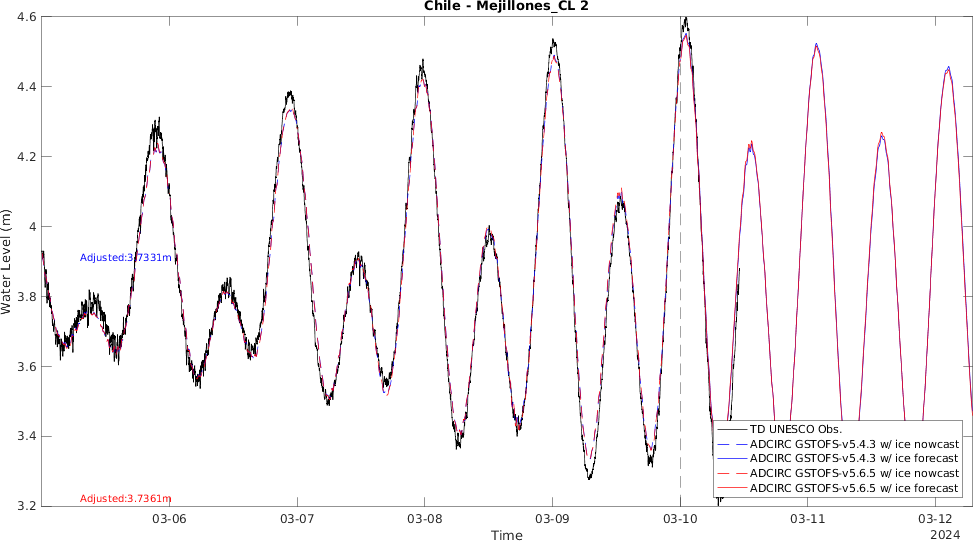 Chile - Mejillones_CL 2
4.6
4.4
4.2
4
3.8
3.6
3.4
3.2
Water Level (m)
Adjusted:3.7331m
Adjusted:3.7361m
TD UNESCO Obs.
ADCIRC GSTOFS-v5.4.3 w/ ice nowcast
ADCIRC GSTOFS-v5.4.3 w/ ice forecast
ADCIRC GSTOFS-v5.6.5 w/ ice nowcast
ADCIRC GSTOFS-v5.6.5 w/ ice forecast
03-06 03-07 03-08 03-09 03-10 03-11 03-12
Time
2024